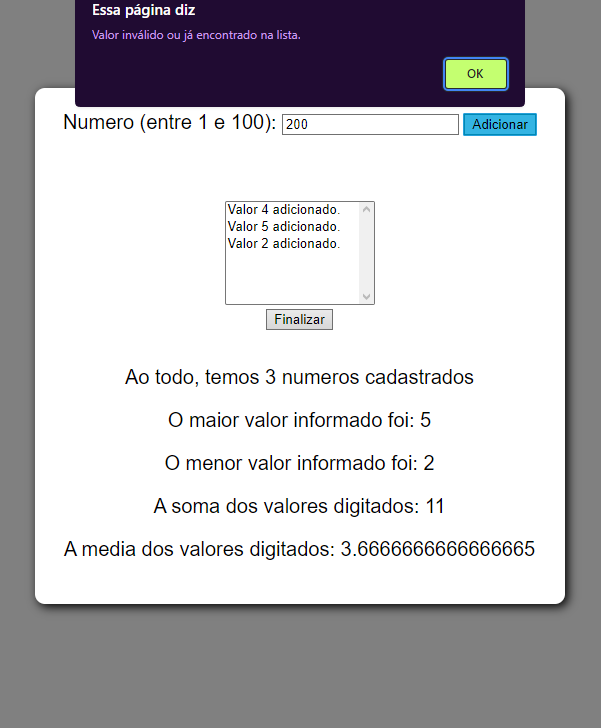 Essa página diz
Valor inválido ou já encontrado na lista.
OK
Numero (entre 1 e 100): 200 Adicionar
Valor 4 adicionado.
Valor 5 adicionado.
Valor 2 adicionado.
Finalizar
Ao todo, temos 3 numeros cadastrados
O maior valor informado foi: 5
O menor valor informado foi: 2
A soma dos valores digitados: 11
A media dos valores digitados: 3.6666666666666665